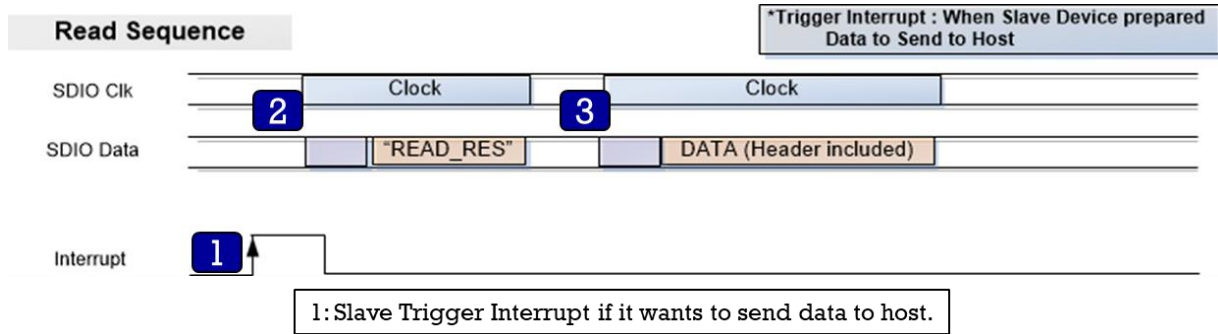 Read Sequence
*Trigger Interrupt : When Slave Device prepared
Data to Send to Host
SDIO Clk
Clock
Clock
2
3
SDIO Data
"READ_RES"
DATA (Header included)
Interrupt
1
1: Slave Trigger Interrupt if it wants to send data to host.